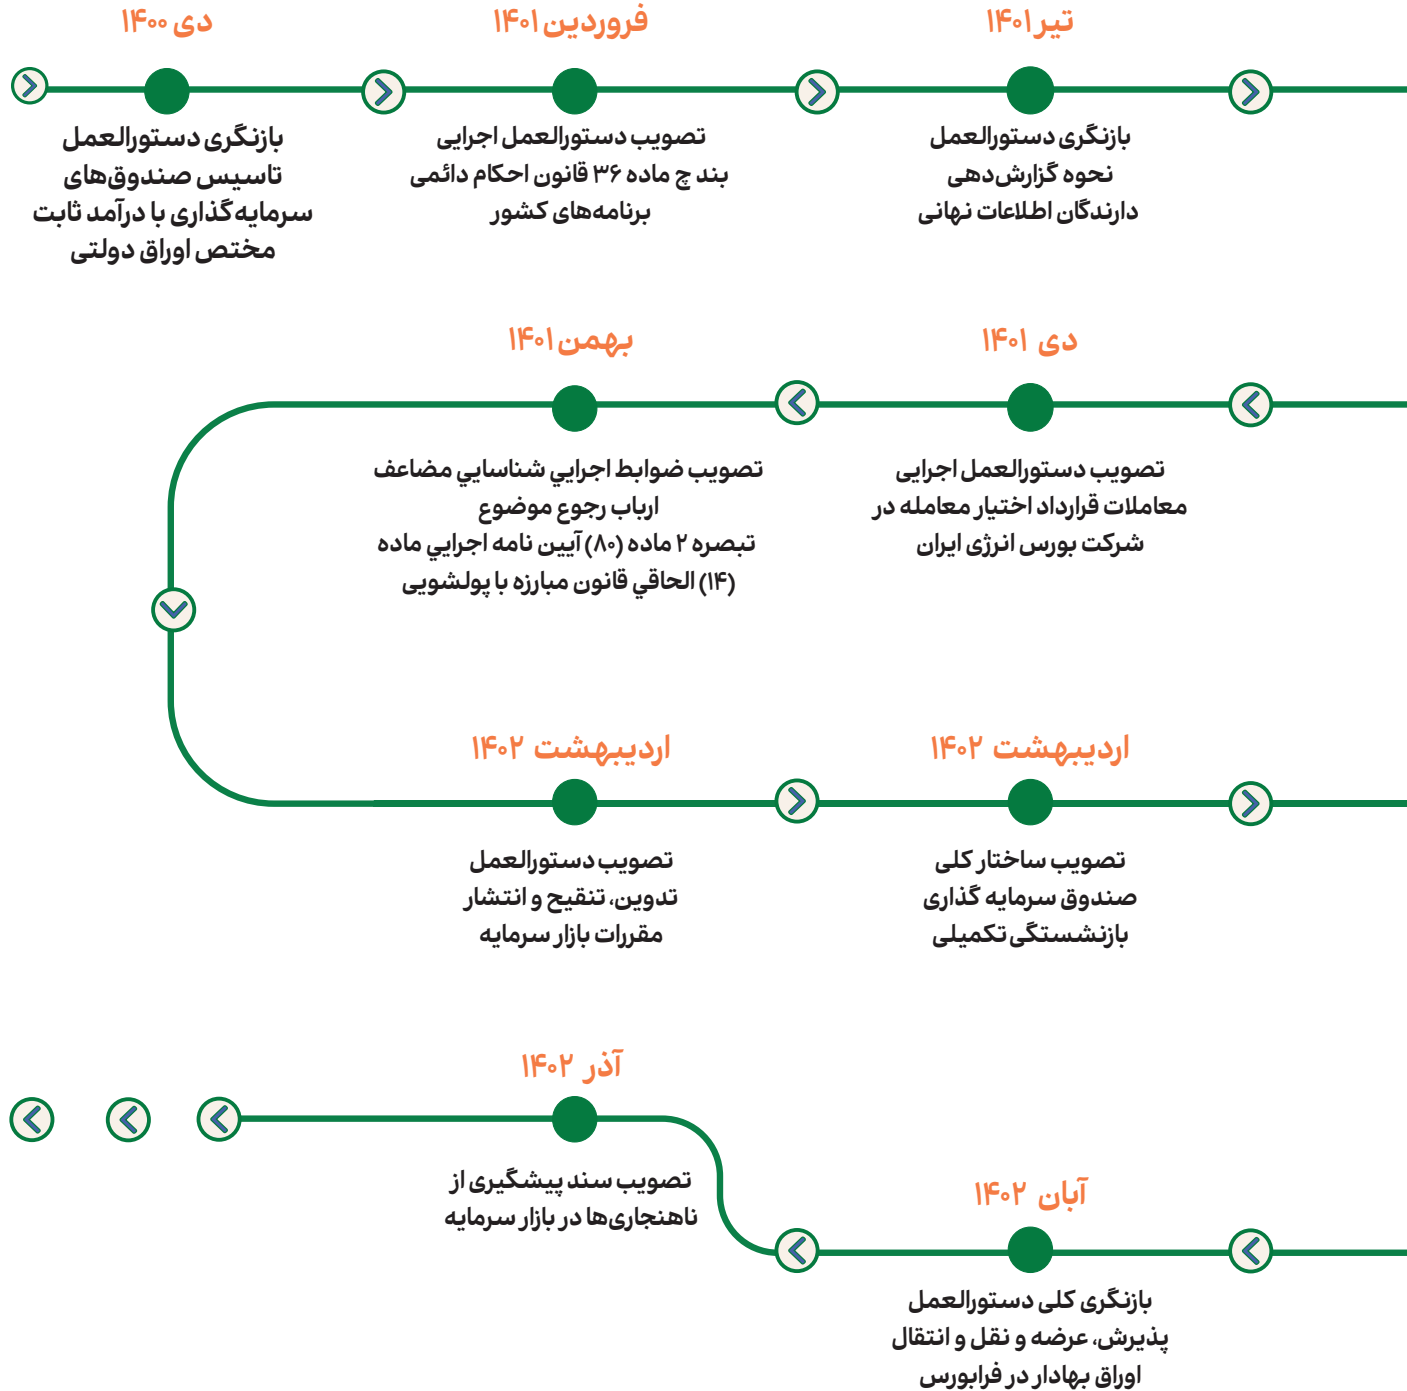 دی ۱۴۰۰
بازنگری دستورالعمل
تاسیس صندوق‌های
سرمایه‌گذاری با درآمد ثابت
مختص اوراق دولتی
فروردین ۱۴۰۱
تصویب دستورالعمل اجرایی
بند چ ماده ۳۶ قانون احکام دائمی
برنامه‌های کشور
تیر ۱۴۰۱
بازنگری دستورالعمل
نحوه گزارش‌دهی
دارندگان اطلاعات نهانی
دی ۱۴۰۱
تصویب دستورالعمل اجرایی
معاملات قرارداد اختیار معامله در
شرکت بورس انرژی ایران
بهمن ۱۴۰۱
تصویب ضوابط اجرايي شناسايي مضاعف
ارباب رجوع موضوع
تبصره ۲ ماده (۸۰) آیین نامه اجرايي ماده
(۱۴) الحاقي قانون مبارزه با پولشویی
اردیبهشت ۱۴۰۲
تصویب دستورالعمل
تدوین، تنقیح و انتشار
مقررات بازار سرمایه
اردیبهشت ۱۴۰۲
تصویب ساختار کلی
صندوق سرمایه گذاری
بازنشستگی تکمیلی
آبان ۱۴۰۲
بازنگری کلی دستورالعمل
پذیرش، عرضه و نقل و انتقال
اوراق بهادار در فرابورس
آذر ۱۴۰۲
تصویب سند پیشگیری از
ناهنجاری‌ها در بازار سرمایه